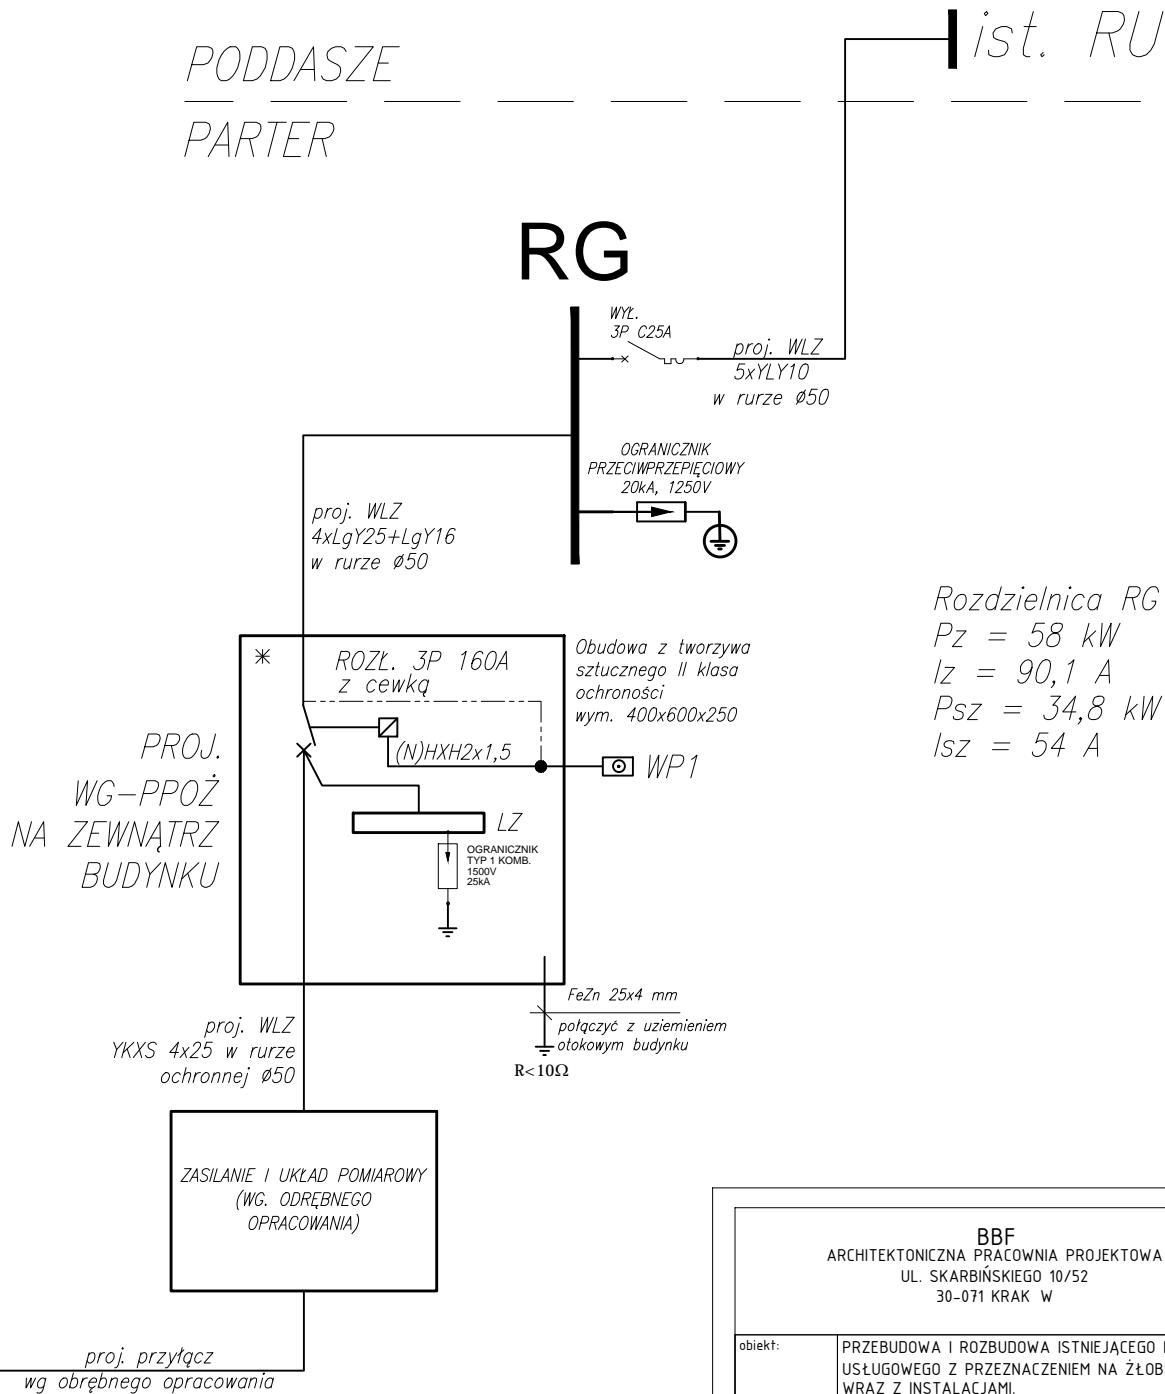 PODDASZE
PARTER
ist. RU
RG
WYŁ.
3P C25A
proj. WLZ
5xYLY10
w rurze ø50
OGRANICZNIK
PRZECIWPRZEPIĘCIOWY
20kA, 1250V
proj. WLZ
4xLgY25+LgY16
w rurze ø50
Rozdzielnica RG
Pz = 58 kW
Iz = 90,1 A
Psz = 34,8 kW
Isz = 54 A
ROZŁ. 3P 160A
z cewką
Obudowa z tworzywa
sztucznego II klasa
ochroności
wym. 400x600x250
(N)HXH2x1,5
WP1
PROJ.
WG-PPOŻ
NA ZEWNĄTRZ
BUDYNKU
LZ
OGRANICZNIK
TYP 1 KOMB.
1500V
25kA
FeZn 25x4 mm
połączyć z uziemieniem
otokowym budynku
R<10Ω
proj. WLZ
YKXS 4x25 w rurze
ochronnej ø50
ZASILANIE I UKŁAD POMIAROWY
(WG. ODRĘBNEGO
OPRACOWANIA)
proj. przyłącz
wg obrębnego opracowania
BBF
ARCHITEKTONICZNA PRACOWNIA PROJEKTOWA
UL. SKARBIŃSKIEGO 10/52
30-071 KRAK W
obiekt:
PRZEBUDOWA I ROZBUDOWA ISTNIEJĄCEGO
USŁUGOWEGO Z PRZEZNACZENIEM NA ŻŁOB
WRAZ Z INSTALACJAMI.